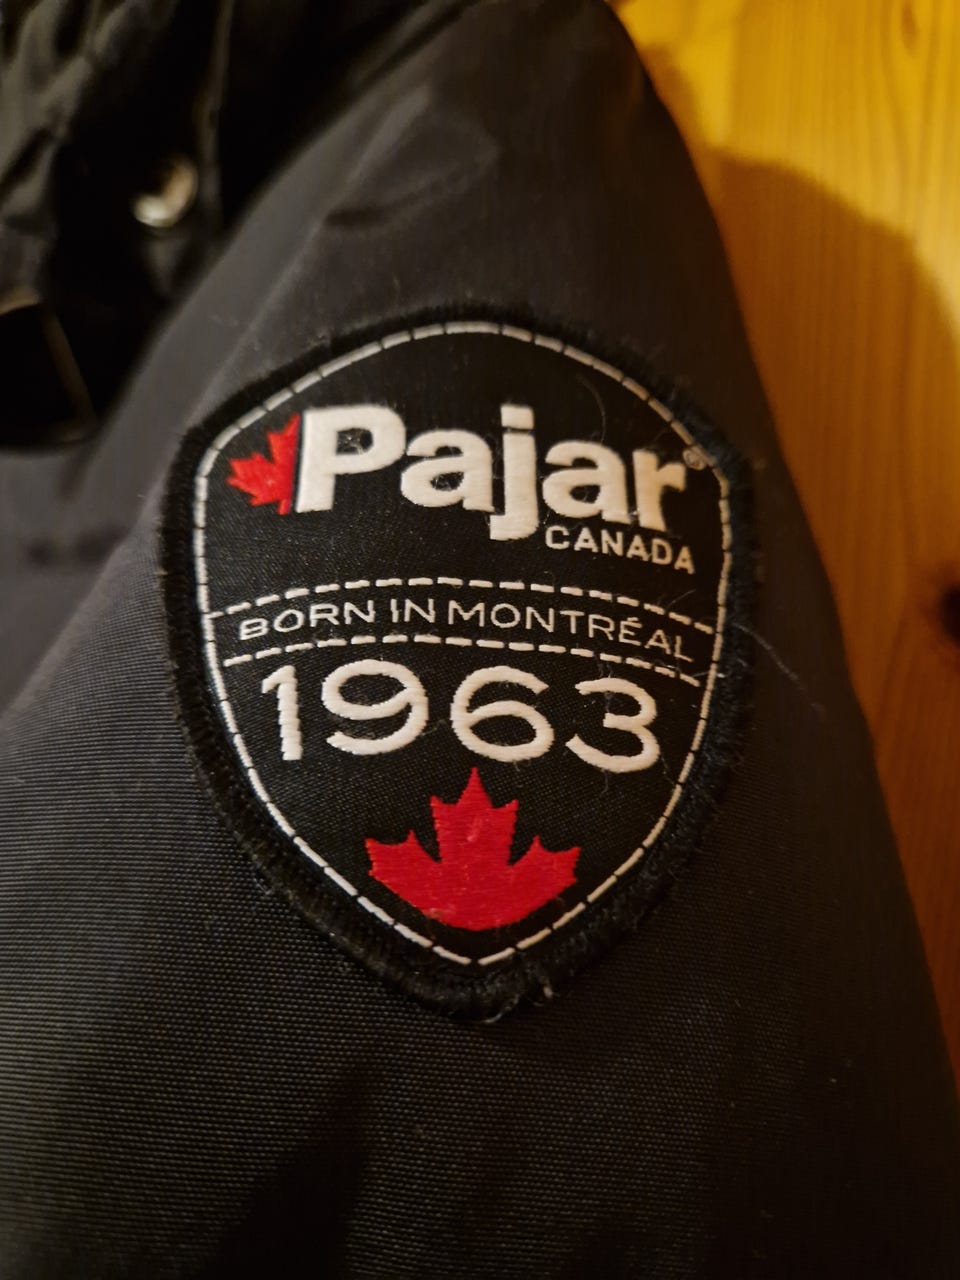 Pajar®
CANADA
BORN IN MONTRÉAL
1963